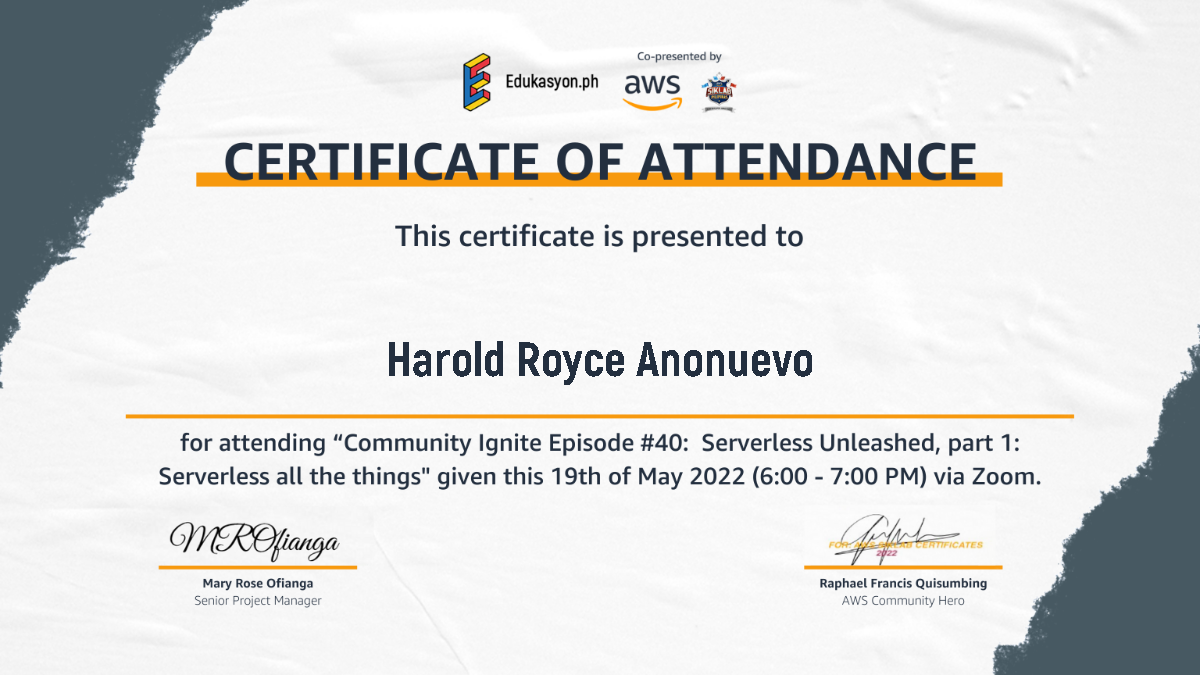 Co-presented by
Edukasyon.ph
aws
SIKLAB
CERTIFICATE OF ATTENDANCE
This certificate is presented to
Harold Royce Anonuevo
for attending “Community Ignite Episode #40: Serverless Unleashed, part 1:
Serverless all the things" given this 19th of May 2022 (6:00 - 7:00 PM) via Zoom.
MROfianga
FOR AWS SIKLAB CERTIFICATES
2022
Mary Rose Ofianga
Raphael Francis Quisumbing
Senior Project Manager
AWS Community Hero